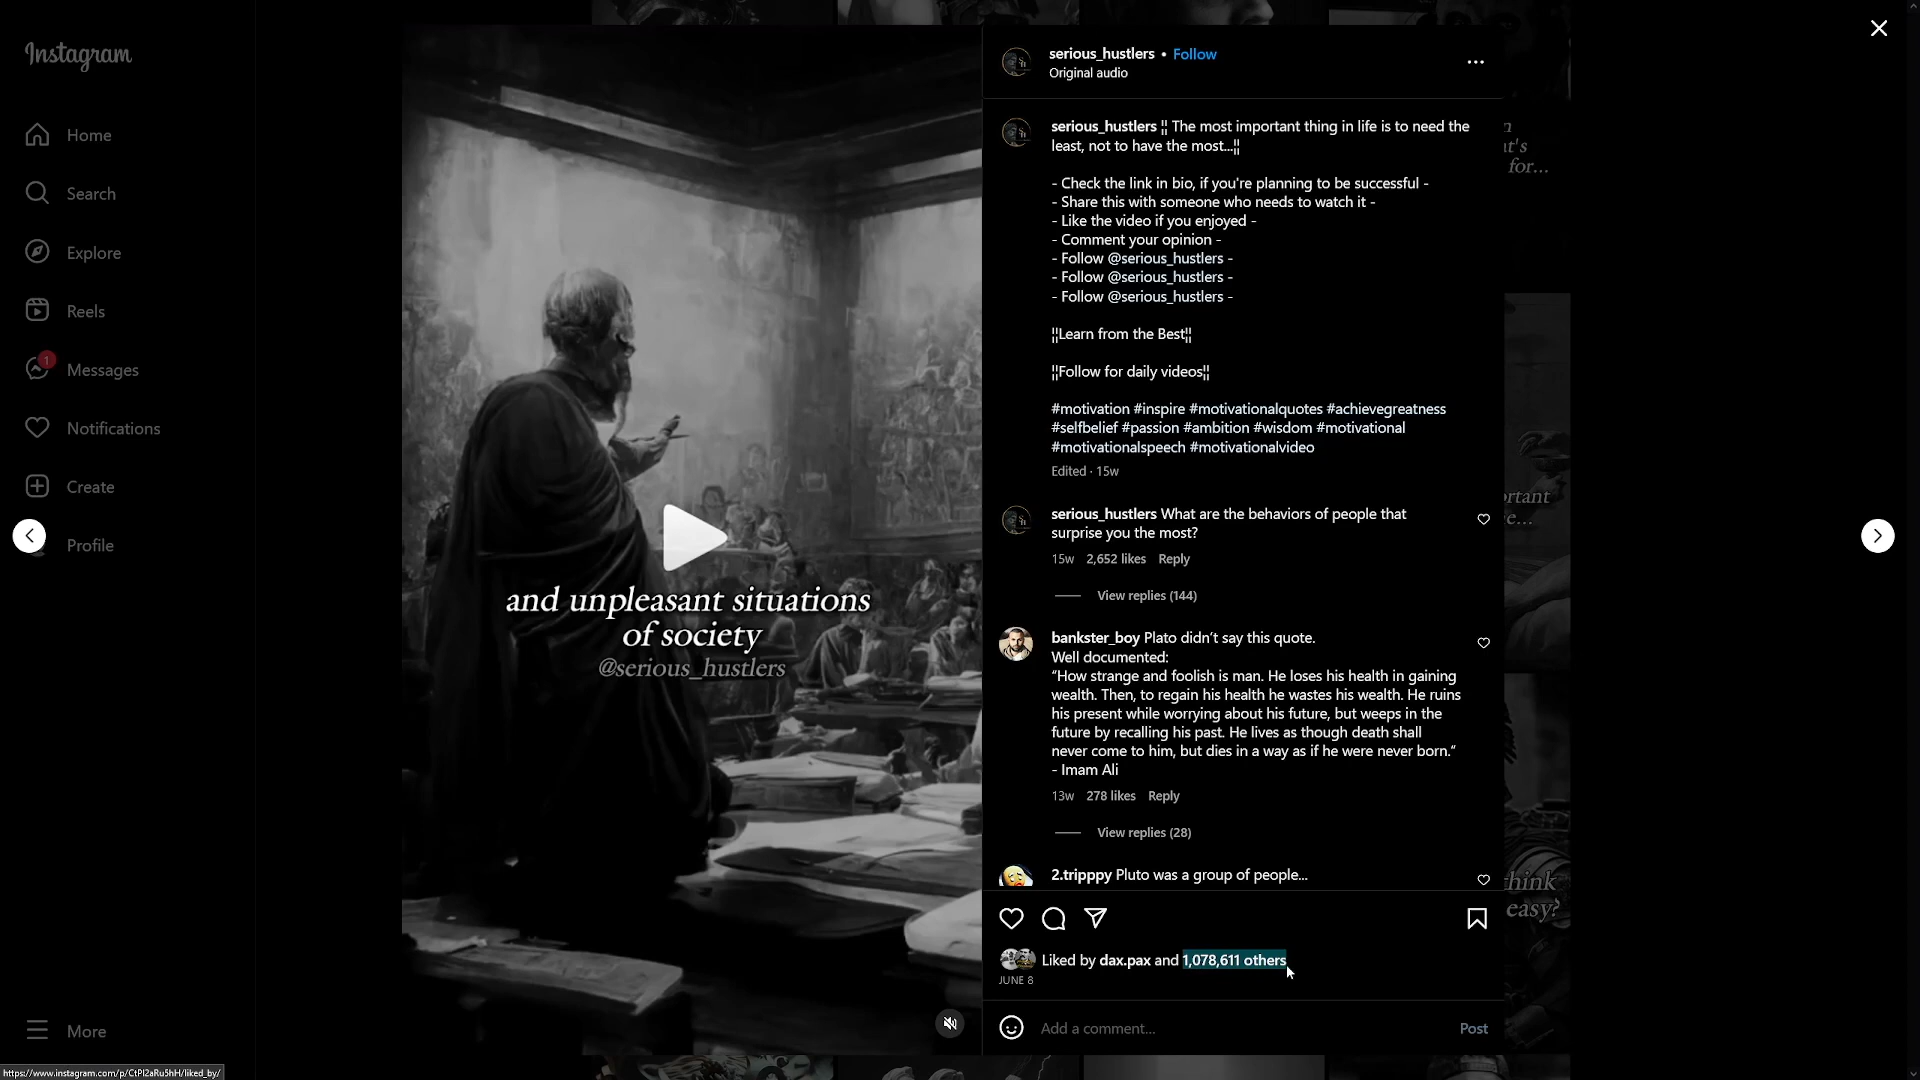 Instagram
Home
Search
Explore
Reels
1
Messages
Notifications
Create
Profile
More
https://www.instagram.com/p/CtPl2aRu5hH/liked_by/
and unpleasant situations
of society
@serious_hustlers
serious_hustlers • Follow
Original audio
serious_hustlers ¦¦ The most important thing in life is to need the
least, not to have the most...¦¦
- Check the link in bio, if you're planning to be successful -
- Share this with someone who needs to watch it -
- Like the video if you enjoyed -
- Comment your opinion -
- Follow @serious_hustlers -
- Follow @serious_hustlers -
- Follow @serious_hustlers -
¦¦Learn from the Best¦¦
¦¦Follow for daily videos¦¦
#motivation #inspire #motivationalquotes #achievegreatness
#selfbelief #passion #ambition #wisdom #motivational
#motivationalspeech #motivationalvideo
Edited · 15w
serious_hustlers What are the behaviors of people that
surprise you the most?
15w 2,652 likes Reply
View replies (144)
bankster_boy Plato didn't say this quote.
Well documented:
“How strange and foolish is man. He loses his health in gaining
wealth. Then, to regain his health he wastes his wealth. He ruins
his present while worrying about his future, but weeps in the
future by recalling his past. He lives as though death shall
never come to him, but dies in a way as if he were never born.”
- Imam Ali
13w 278 likes Reply
View replies (28)
2.tripppy Pluto was a group of people...
Liked by dax.pax and 1,078,611 others
JUNE 8
Add a comment...
Post
for...
think
easy?